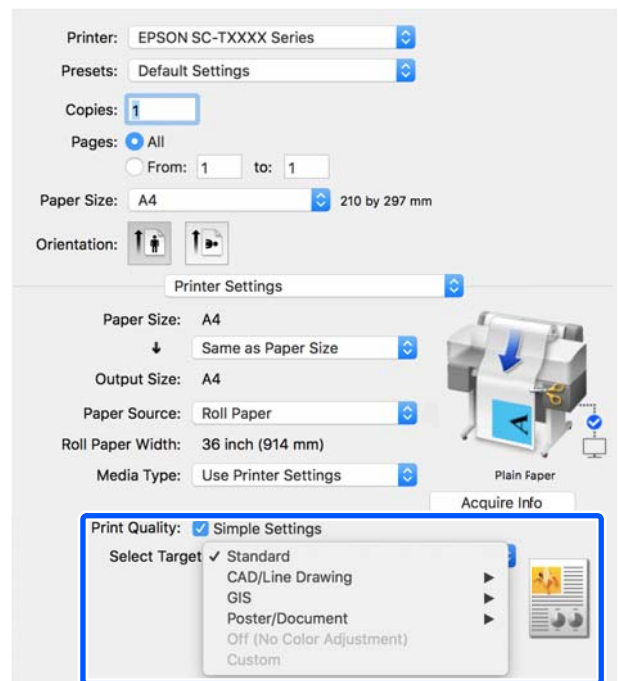 Printer: EPSON SC-TXXXX Series
Presets: Default Settings
Copies: 1
Pages: All
From: 1 to: 1
Paper Size: A4 210 by 297 mm
Orientation:
Printer Settings
Paper Size: A4
Same as Paper Size
Output Size: A4
Paper Source: Roll Paper
Roll Paper Width: 36 inch (914 mm)
Media Type: Use Printer Settings
Plain Paper
Acquire Info
Print Quality: Simple Settings
Select Target Standard
CAD/Line Drawing
GIS
Poster/Document
Off (No Color Adjustment)
Custom